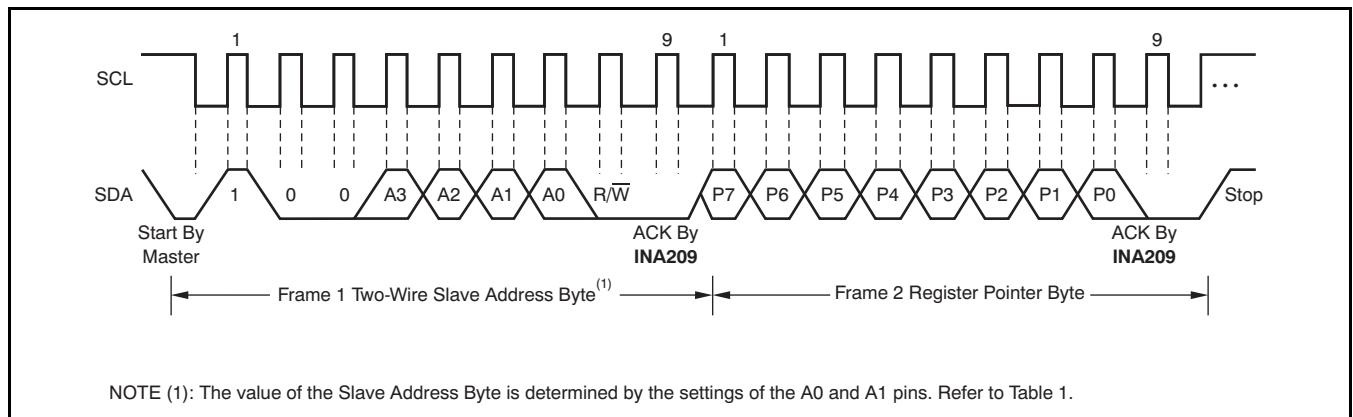 1 9 1 9
SCL ...
SDA 1 0 0 A3 A2 A1 A0 R/W̅ P7 P6 P5 P4 P3 P2 P1 P0 Stop
Start By Master
ACK By INA209
ACK By INA209
Frame 1 Two-Wire Slave Address Byte(1)
Frame 2 Register Pointer Byte
NOTE (1): The value of the Slave Address Byte is determined by the settings of the A0 and A1 pins. Refer to Table 1.